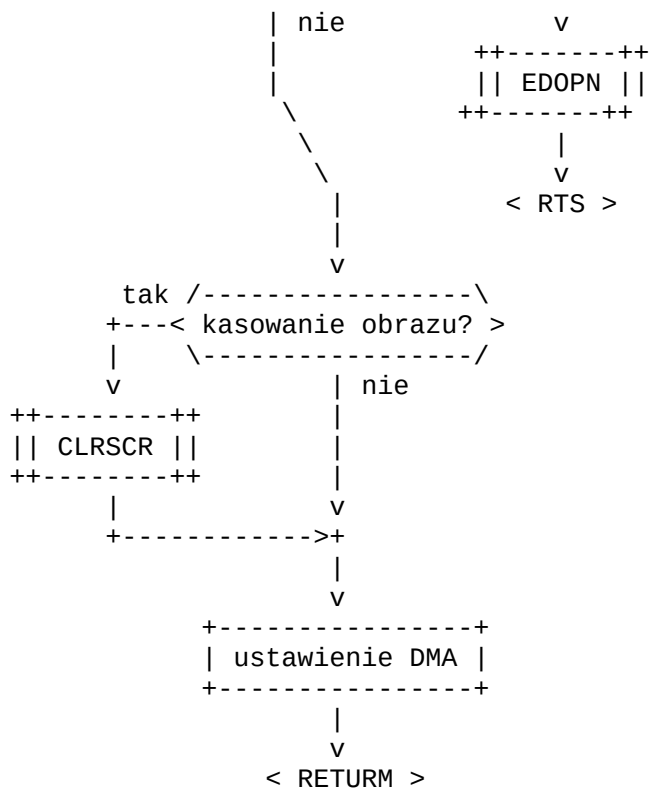 nie
EDOPN
< RTS >
tak
< kasowanie obrazu? >
nie
CLRSCR
ustawienie DMA
< RETURM >